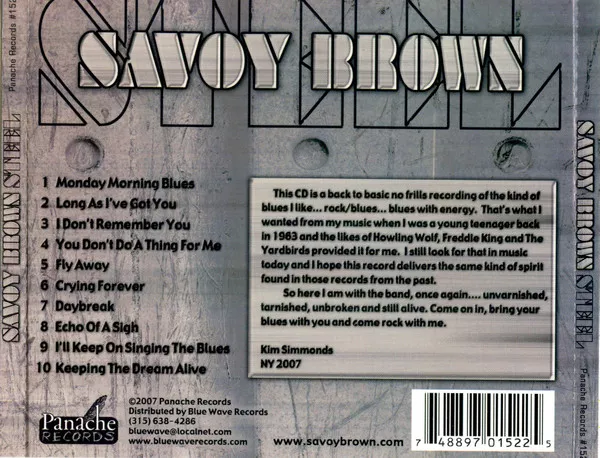 STEEL
SAVOY BROWN
Panache Records #152
SAVOY BROWN STEEL
1 Monday Morning Blues
2 Long As I've Got You
3 I Don't Remember You
4 You Don't Do A Thing For Me
5 Fly Away
6 Crying Forever
7 Daybreak
8 Echo Of A Sigh
9 I'll Keep On Singing The Blues
10 Keeping The Dream Alive
This CD is a back to basic no frills recording of the kind of
blues I like... rock/blues... blues with energy. That's what I
wanted from my music when I was a young teenager back
in 1963 and the likes of Howling Wolf, Freddie King and The
Yardbirds provided it for me. I still look for that in music
today and I hope this record delivers the same kind of spirit
found in those records from the past.
So here I am with the band, once again.... unvarnished,
tarnished, unbroken and still alive. Come on in, bring your
blues with you and come rock with me.
Kim Simmonds
NY 2007
SAVOY BROWN STEEL
Panache Records #152
Panache
RECORDS
©2007 Panache Records
Distributed by Blue Wave Records
(315) 638-4286
bluewave@localnet.com
www.bluewaverecords.com
www.savoybrown.com
7 48897 01522 5